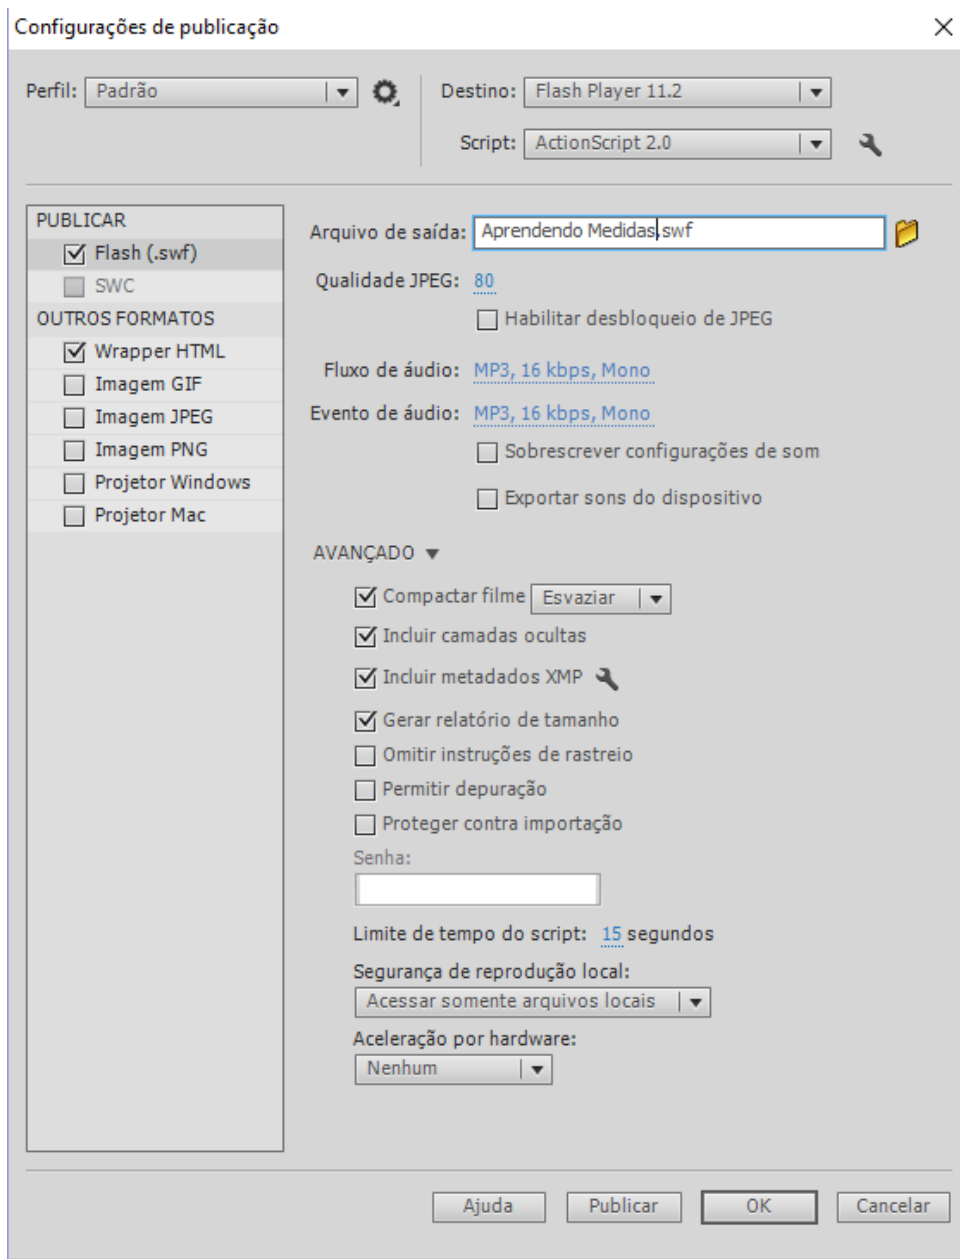 Configurações de publicação
Perfil: Padrão
Destino: Flash Player 11.2
Script: ActionScript 2.0
PUBLICAR
Flash (.swf)
SWC
OUTROS FORMATOS
Wrapper HTML
Imagem GIF
Imagem JPEG
Imagem PNG
Projetor Windows
Projetor Mac
Arquivo de saída: Aprendendo Medidas.swf
Qualidade JPEG: 80
Habilitar desbloqueio de JPEG
Fluxo de áudio: MP3, 16 kbps, Mono
Evento de áudio: MP3, 16 kbps, Mono
Sobrescrever configurações de som
Exportar sons do dispositivo
AVANÇADO
Compactar filme Esvaziar
Incluir camadas ocultas
Incluir metadados XMP
Gerar relatório de tamanho
Omitir instruções de rastreio
Permitir depuração
Proteger contra importação
Senha:
Limite de tempo do script: 15 segundos
Segurança de reprodução local:
Acessar somente arquivos locais
Aceleração por hardware:
Nenhum
Ajuda Publicar OK Cancelar